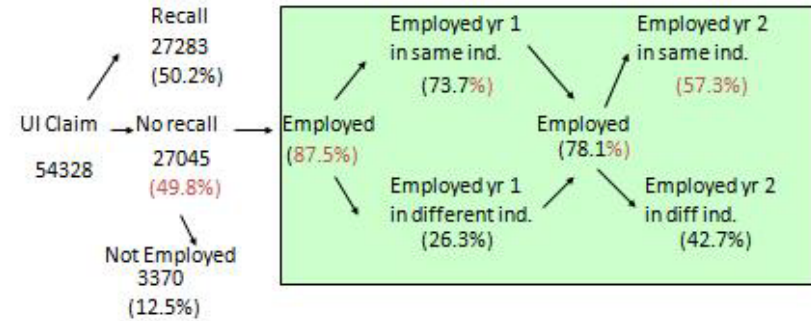 Recall
27283
(50.2%)
UI Claim
54328
No recall
27045
(49.8%)
Not Employed
3370
(12.5%)
Employed
(87.5%)
Employed yr 1
in same ind.
(73.7%)
Employed yr 1
in different ind.
(26.3%)
Employed
(78.1%)
Employed yr 2
in same ind.
(57.3%)
Employed yr 2
in diff ind.
(42.7%)